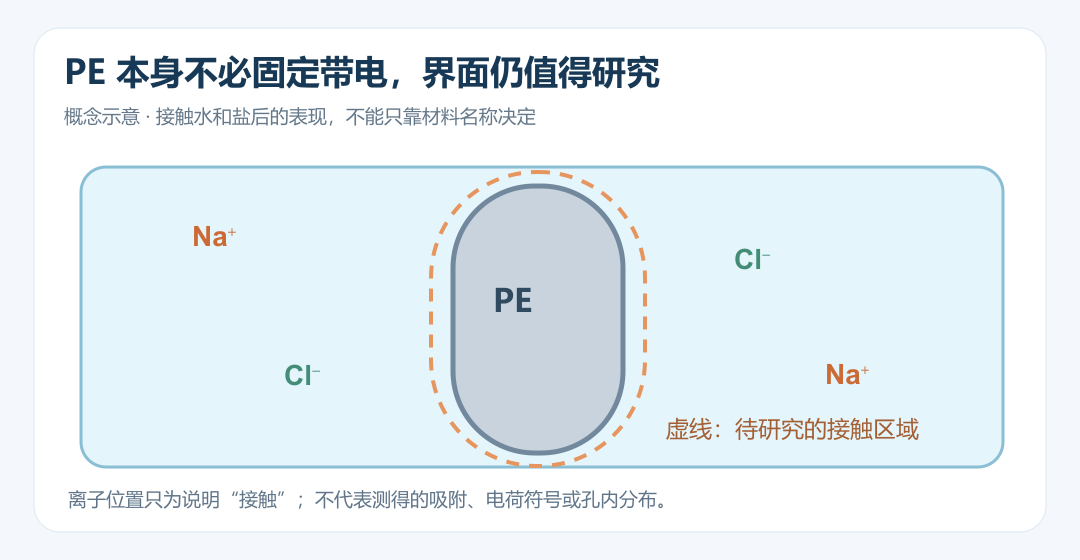 PE 本身不必固定带电，界面仍值得研究
概念示意 · 接触水和盐后的表现，不能只靠材料名称决定
Na⁺
Cl⁻
PE
Cl⁻
Na⁺
虚线：待研究的接触区域
离子位置只为说明“接触”；不代表测得的吸附、电荷符号或孔内分布。